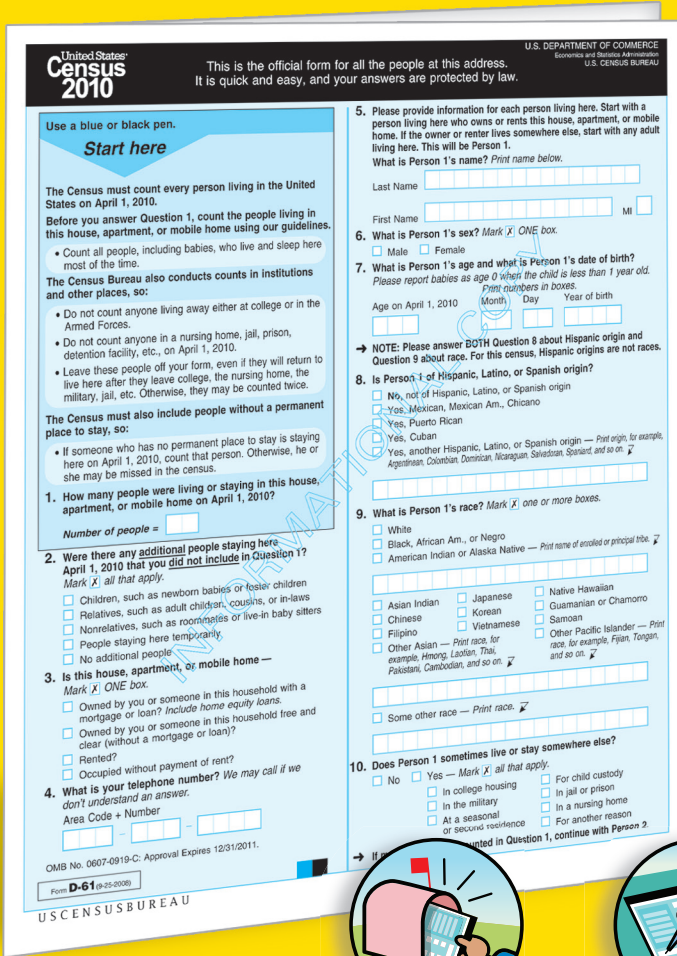 United States
Census
2010
This is the official form for all the people at this address.
It is quick and easy, and your answers are protected by law.
U.S. DEPARTMENT OF COMMERCE
Economics and Statistics Administration
U.S. CENSUS BUREAU
Use a blue or black pen.
Start here
The Census must count every person living in the United
States on April 1, 2010.
Before you answer Question 1, count the people living in
this house, apartment, or mobile home using our guidelines.
• Count all people, including babies, who live and sleep here
most of the time.
The Census Bureau also conducts counts in institutions
and other places, so:
• Do not count anyone living away either at college or in the
Armed Forces.
• Do not count anyone in a nursing home, jail, prison,
detention facility, etc., on April 1, 2010.
• Leave these people off your form, even if they will return to
live here after they leave college, the nursing home, the
military, jail, etc. Otherwise, they may be counted twice.
The Census must also include people without a permanent
place to stay, so:
• If someone who has no permanent place to stay is staying
here on April 1, 2010, count that person. Otherwise, he or
she may be missed in the census.
1. How many people were living or staying in this house,
apartment, or mobile home on April 1, 2010?
Number of people =
2. Were there any additional people staying here
April 1, 2010 that you did not include in Question 1?
Mark X all that apply.
Children, such as newborn babies or foster children
Relatives, such as adult children, cousins, or in-laws
Nonrelatives, such as roommates or live-in baby sitters
People staying here temporarily
No additional people
3. Is this house, apartment, or mobile home —
Mark X ONE box.
Owned by you or someone in this household with a
mortgage or loan? Include home equity loans.
Owned by you or someone in this household free and
clear (without a mortgage or loan)?
Rented?
Occupied without payment of rent?
4. What is your telephone number? We may call if we
don't understand an answer.
Area Code + Number
– –
OMB No. 0607-0919-C: Approval Expires 12/31/2011.
Form D-61 (9-25-2008)
USCENSUSBUREAU
5. Please provide information for each person living here. Start with a
person living here who owns or rents this house, apartment, or mobile
home. If the owner or renter lives somewhere else, start with any adult
living here. This will be Person 1.
What is Person 1's name? Print name below.
Last Name
First Name MI
6. What is Person 1's sex? Mark X ONE box.
Male Female
7. What is Person 1's age and what is Person 1's date of birth?
Please report babies as age 0 when the child is less than 1 year old.
Print numbers in boxes.
Age on April 1, 2010 Month Day Year of birth
→ NOTE: Please answer BOTH Question 8 about Hispanic origin and
Question 9 about race. For this census, Hispanic origins are not races.
8. Is Person 1 of Hispanic, Latino, or Spanish origin?
No, not of Hispanic, Latino, or Spanish origin
Yes, Mexican, Mexican Am., Chicano
Yes, Puerto Rican
Yes, Cuban
Yes, another Hispanic, Latino, or Spanish origin — Print origin, for example,
Argentinean, Colombian, Dominican, Nicaraguan, Salvadoran, Spaniard, and so on.
9. What is Person 1's race? Mark X one or more boxes.
White
Black, African Am., or Negro
American Indian or Alaska Native — Print name of enrolled or principal tribe.
Asian Indian Japanese Native Hawaiian
Chinese Korean Guamanian or Chamorro
Filipino Vietnamese Samoan
Other Asian — Print race, for
example, Hmong, Laotian, Thai,
Pakistani, Cambodian, and so on.
Other Pacific Islander — Print
race, for example, Fijian, Tongan,
and so on.
Some other race — Print race.
10. Does Person 1 sometimes live or stay somewhere else?
No Yes — Mark X all that apply.
In college housing For child custody
In the military In jail or prison
At a seasonal In a nursing home
or second residence For another reason
→ If counted in Question 1, continue with Person 2.
INFORMATIONAL COPY